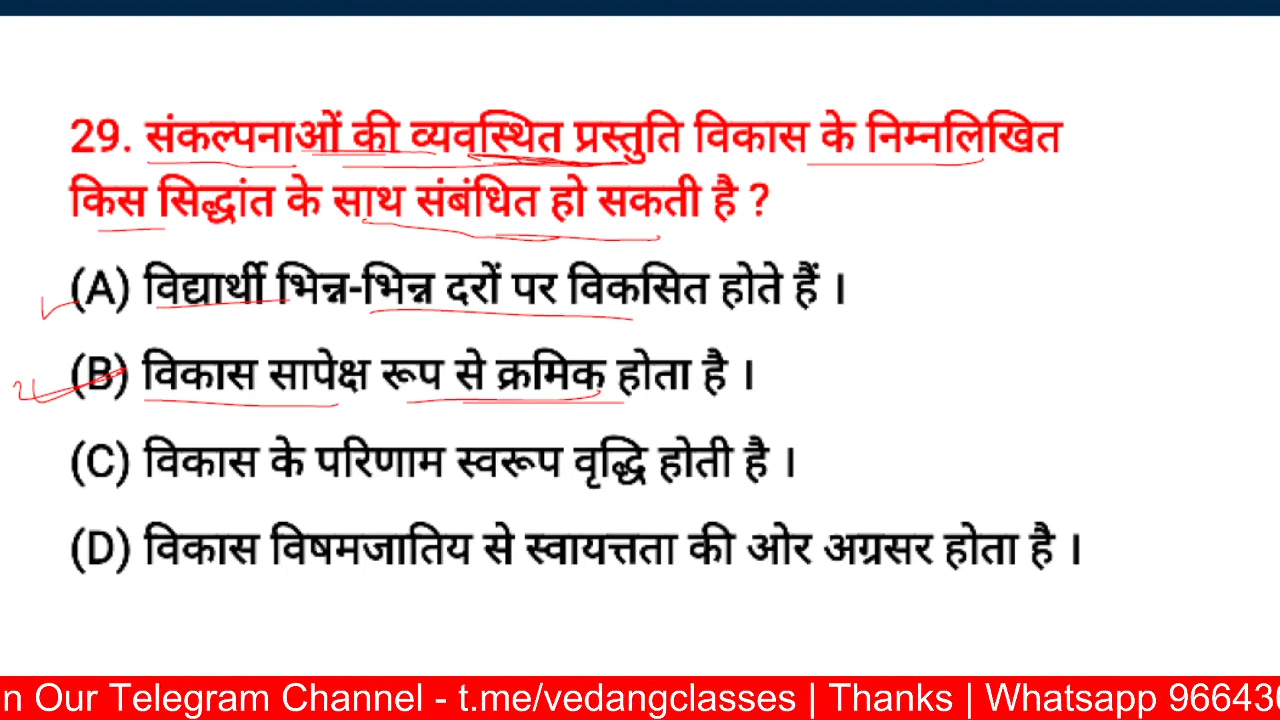 29. संकल्पनाओं की व्यवस्थित प्रस्तुति विकास के निम्नलिखित
किस सिद्धांत के साथ संबंधित हो सकती है ?
(A) विद्यार्थी भिन्न-भिन्न दरों पर विकसित होते हैं ।
(B) विकास सापेक्ष रूप से क्रमिक होता है ।
(C) विकास के परिणाम स्वरूप वृद्धि होती है ।
(D) विकास विषमजातिय से स्वायत्तता की ओर अग्रसर होता है ।
n Our Telegram Channel - t.me/vedangclasses | Thanks | Whatsapp 966436